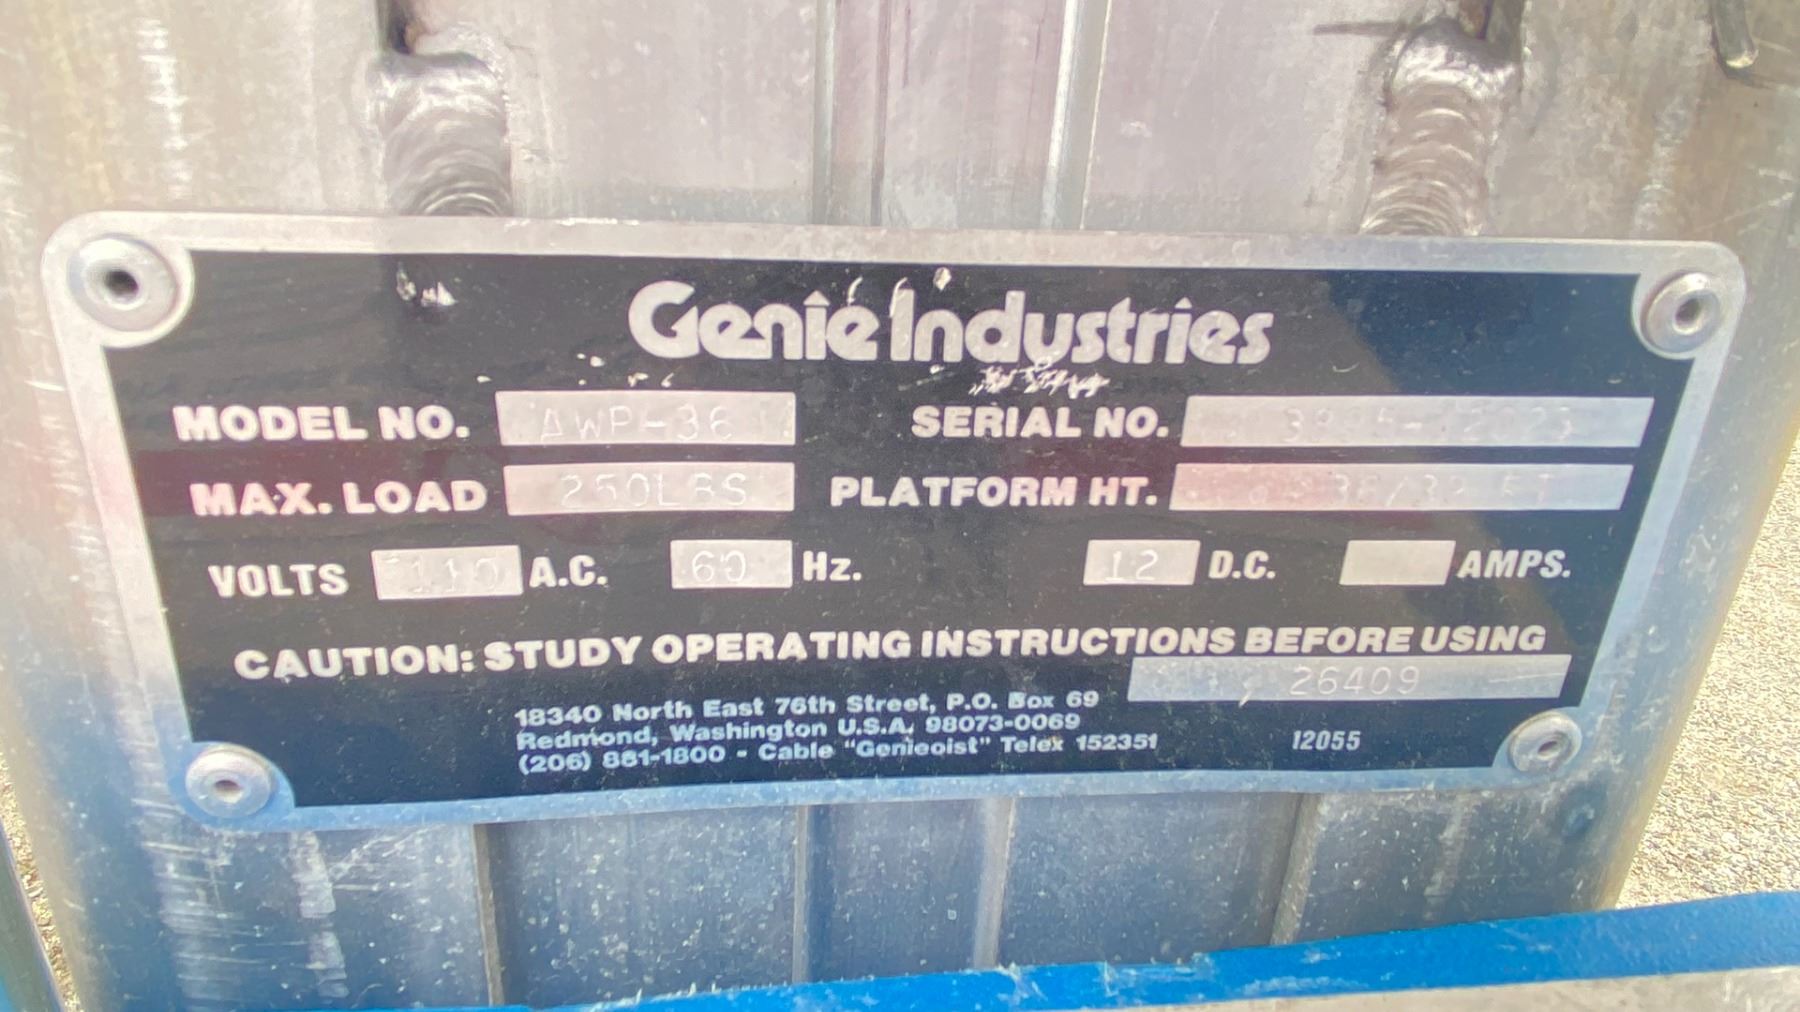 Genie Industries
MODEL NO. AWP-36 SERIAL NO.
MAX. LOAD 250LBS PLATFORM HT.
VOLTS 110 A.C. 60 Hz. 12 D.C. AMPS.
CAUTION: STUDY OPERATING INSTRUCTIONS BEFORE USING
26409
18340 North East 76th Street, P.O. Box 69
Redmond, Washington U.S.A. 98073-0069
(206) 881-1800 - Cable "Genieoist" Telex 152351
12055